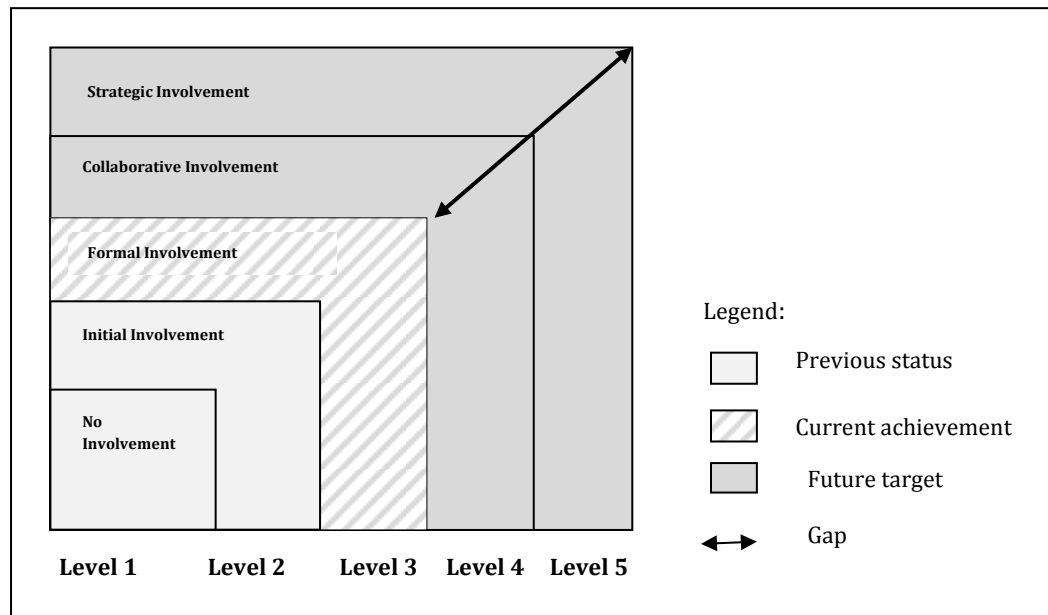 Strategic Involvement
Collaborative Involvement
Formal Involvement
Initial Involvement
No
Involvement
Level 1
Level 2
Level 3
Level 4
Level 5
Legend:
Previous status
Current achievement
Future target
Gap